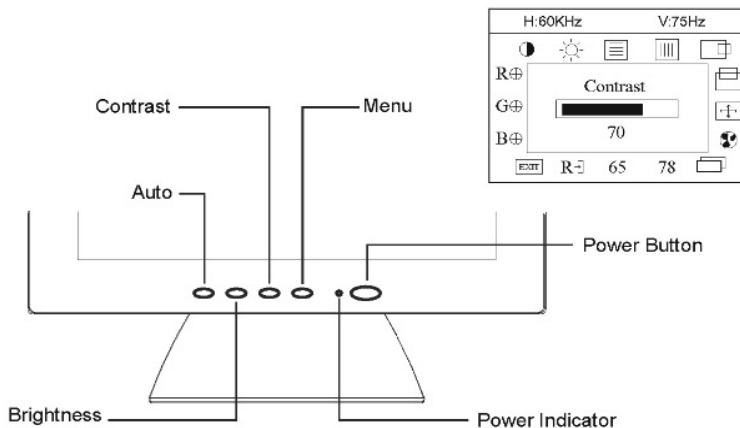 H:60KHz V:75Hz
R
Contrast
G
70
B
EXIT R 65 78
Contrast
Menu
Auto
Power Button
Brightness
Power Indicator